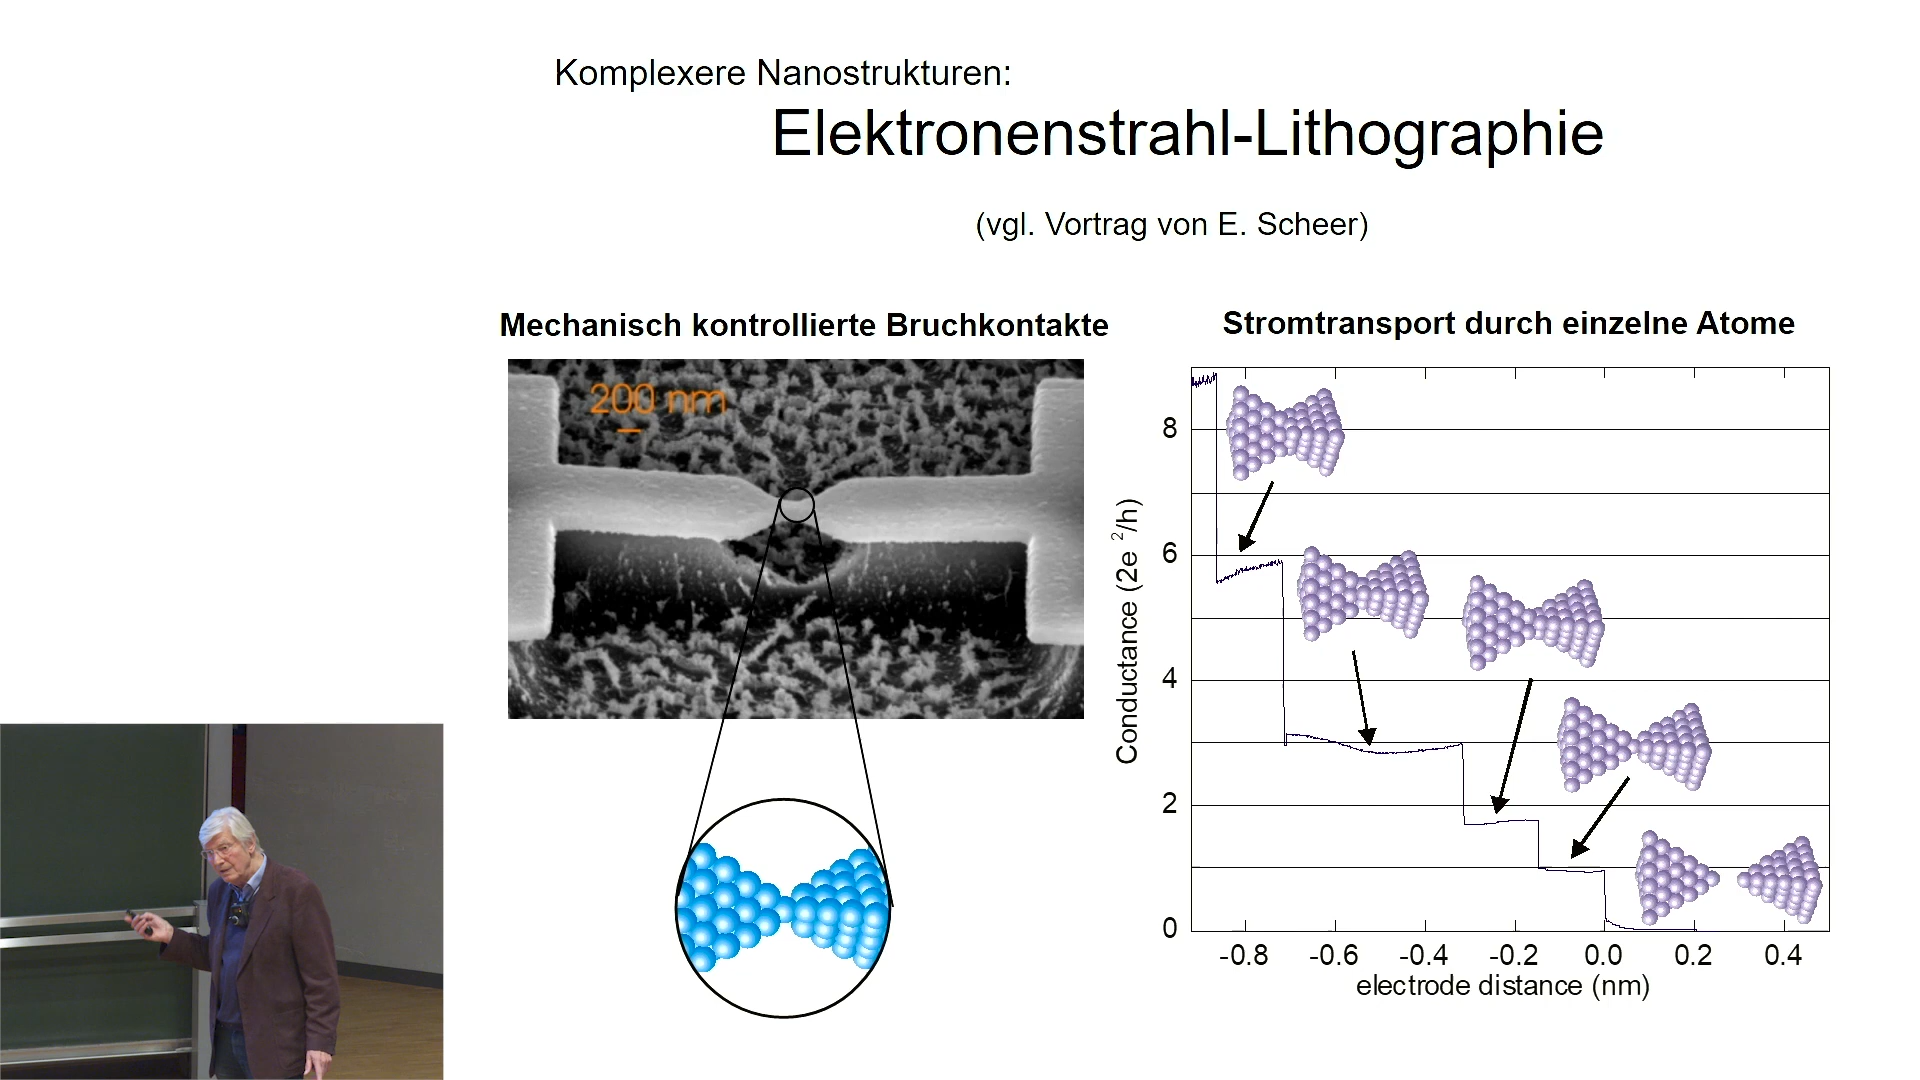 Komplexere Nanostrukturen:
Elektronenstrahl-Lithographie
(vgl. Vortrag von E. Scheer)
Mechanisch kontrollierte Bruchkontakte
200 nm
Stromtransport durch einzelne Atome
Conductance (2e²/h)
8
6
4
2
0
-0.8 -0.6 -0.4 -0.2 0.0 0.2 0.4
electrode distance (nm)